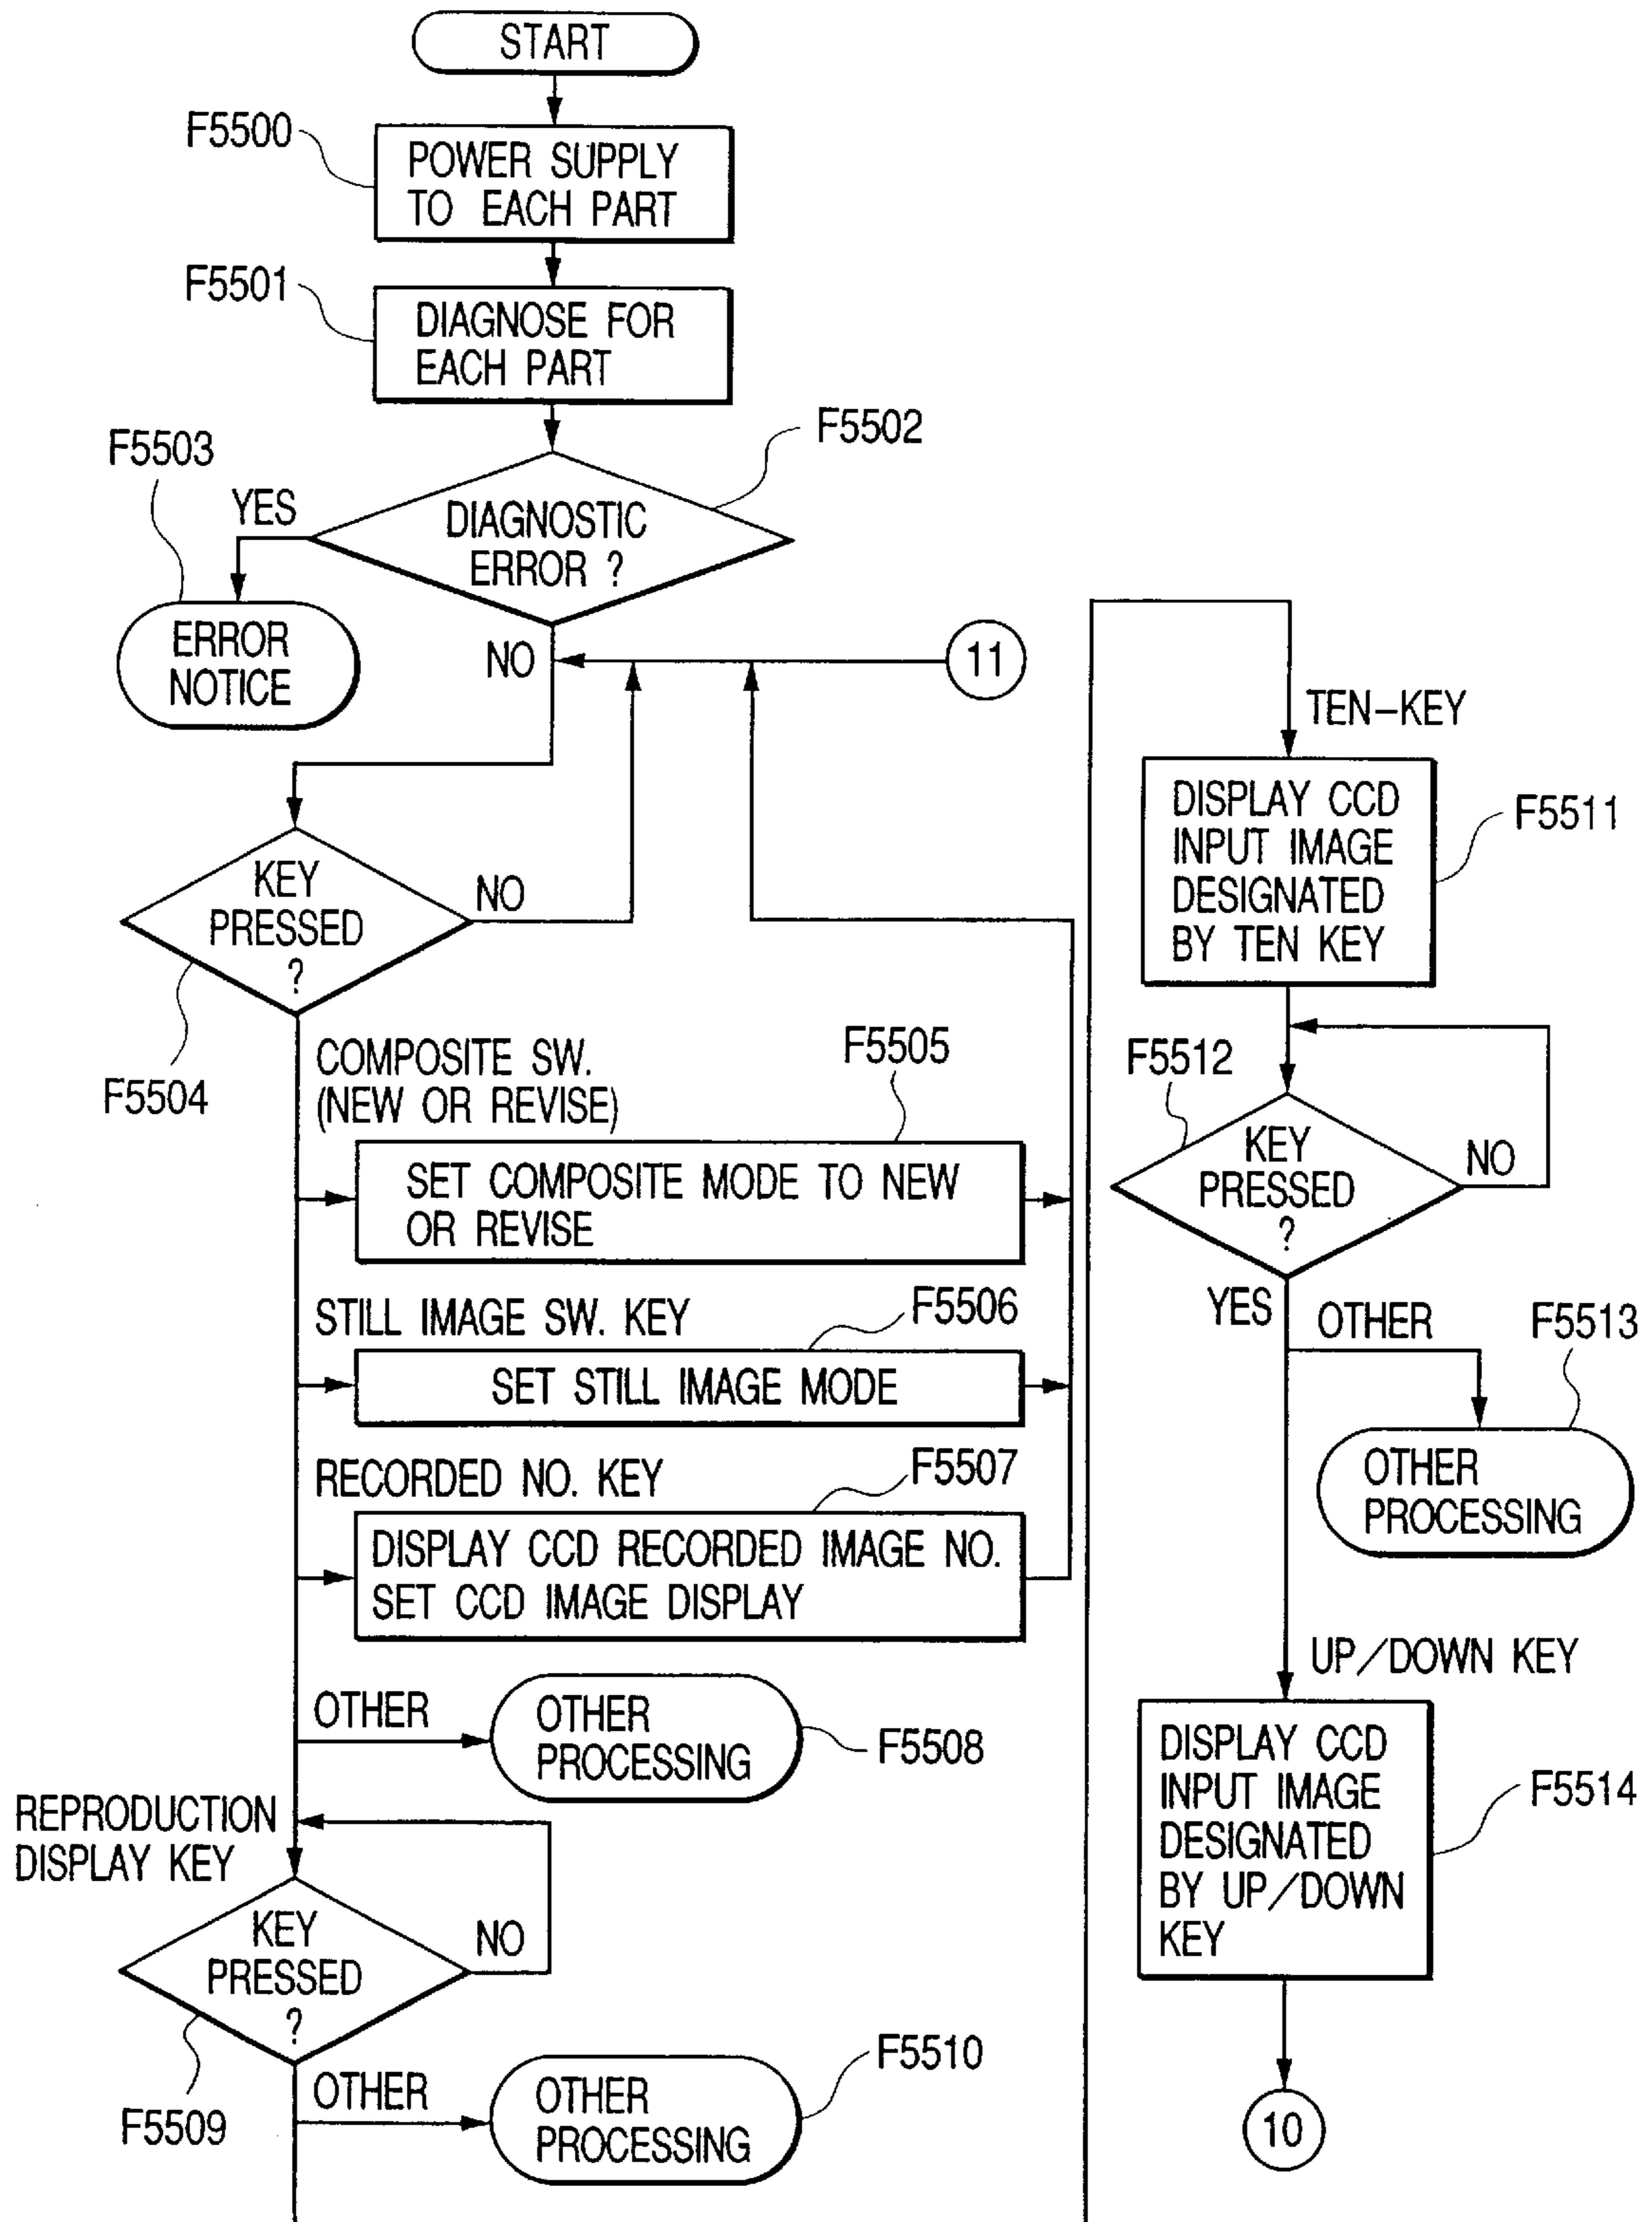 START
F5500
POWER SUPPLY
TO EACH PART
F5501
DIAGNOSE FOR
EACH PART
F5502
F5503
YES
DIAGNOSTIC
ERROR ?
ERROR
NOTICE
NO
11
KEY
PRESSED
?
NO
F5504
COMPOSITE SW.
(NEW OR REVISE)
F5505
SET COMPOSITE MODE TO NEW
OR REVISE
STILL IMAGE SW. KEY
F5506
SET STILL IMAGE MODE
RECORDED NO. KEY
F5507
DISPLAY CCD RECORDED IMAGE NO.
SET CCD IMAGE DISPLAY
OTHER
OTHER
PROCESSING
F5508
REPRODUCTION
DISPLAY KEY
KEY
PRESSED
?
NO
F5509
OTHER
OTHER
PROCESSING
F5510
TEN-KEY
DISPLAY CCD
INPUT IMAGE
DESIGNATED
BY TEN KEY
F5511
F5512
KEY
PRESSED
?
NO
YES
OTHER
F5513
OTHER
PROCESSING
UP/DOWN KEY
DISPLAY CCD
INPUT IMAGE
DESIGNATED
BY UP/DOWN
KEY
F5514
10